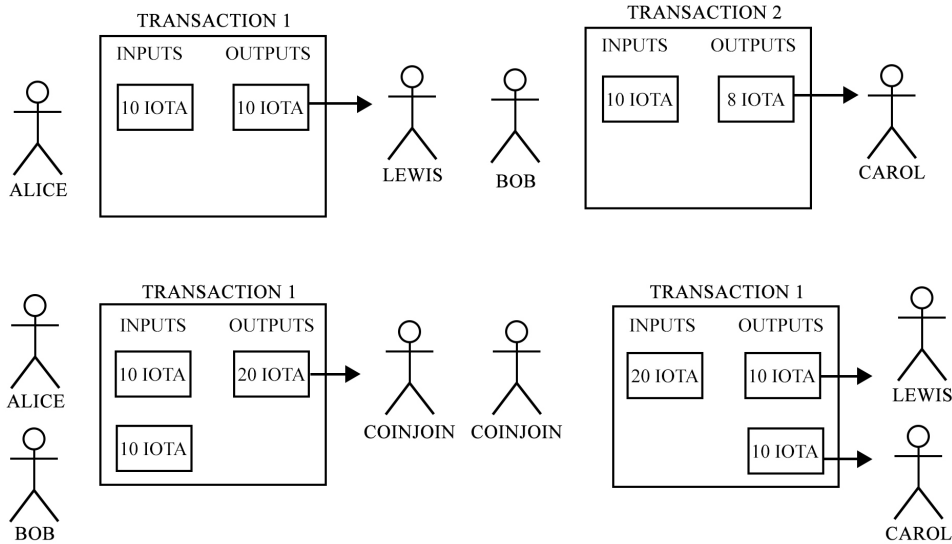 TRANSACTION 1
INPUTS OUTPUTS
10 IOTA 10 IOTA
ALICE
LEWIS
TRANSACTION 2
INPUTS OUTPUTS
10 IOTA 8 IOTA
BOB
CAROL
TRANSACTION 1
INPUTS OUTPUTS
10 IOTA 20 IOTA
ALICE
COINJOIN
10 IOTA
BOB
TRANSACTION 1
INPUTS OUTPUTS
20 IOTA 10 IOTA
COINJOIN
LEWIS
10 IOTA
CAROL